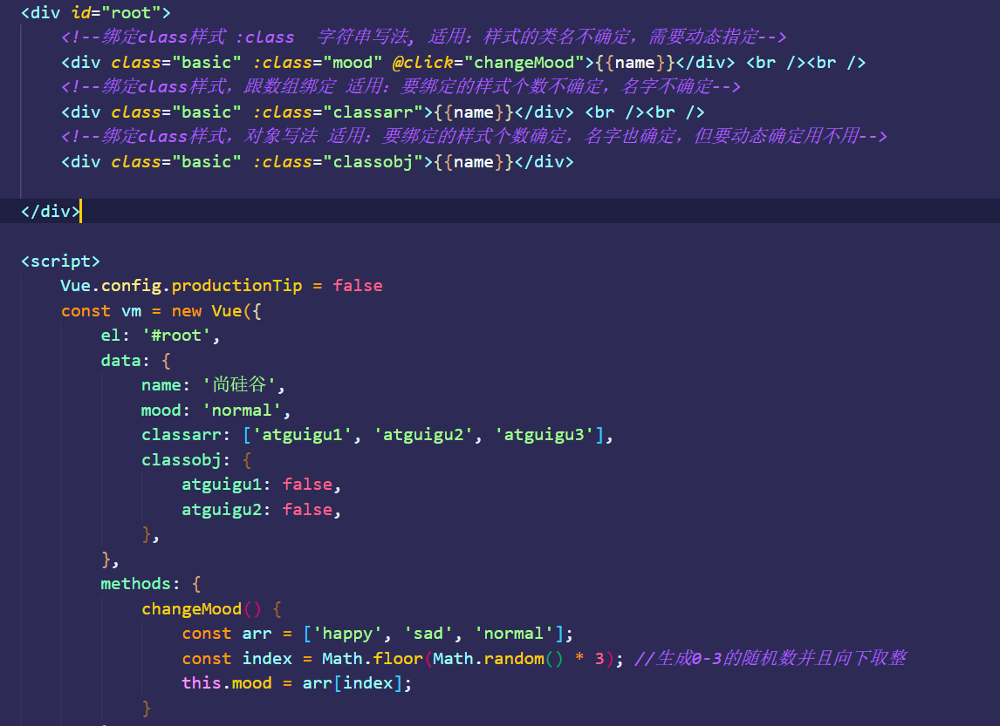 <div id="root">
<!--绑定class样式 :class  字符串写法, 适用：样式的类名不确定，需要动态指定-->
<div class="basic" :class="mood" @click="changeMood">{{name}}</div> <br /><br />
<!--绑定class样式，跟数组绑定 适用：要绑定的样式个数不确定，名字不确定-->
<div class="basic" :class="classarr">{{name}}</div> <br /><br />
<!--绑定class样式，对象写法 适用：要绑定的样式个数确定，名字也确定，但要动态确定用不用-->
<div class="basic" :class="classobj">{{name}}</div>
</div>
<script>
Vue.config.productionTip = false
const vm = new Vue({
el: '#root',
data: {
name: '尚硅谷',
mood: 'normal',
classarr: ['atguigu1', 'atguigu2', 'atguigu3'],
classobj: {
atguigu1: false,
atguigu2: false,
},
},
methods: {
changeMood() {
const arr = ['happy', 'sad', 'normal'];
const index = Math.floor(Math.random() * 3); //生成0-3的随机数并且向下取整
this.mood = arr[index];
}